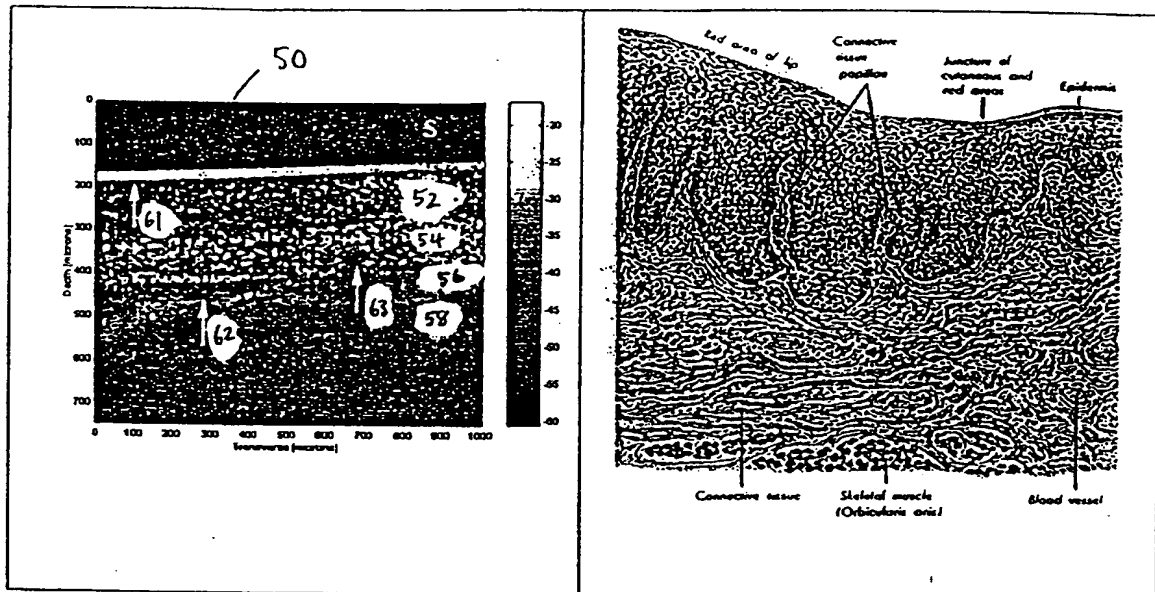 50
S
0
100
200
300
400
500
600
700
Depth [microns]
0 100 200 300 400 500 600 700 800 900 1000
Transverse [microns]
-20
-25
-30
-35
-40
-45
-50
-55
-60
52
54
56
58
61
62
63
Red area of lip
Connective
tissue
papillae
Juncture of
cutaneous and
red areas
Epidermis
Connective tissue
Skeletal muscle
(Orbicularis oris)
Blood vessel